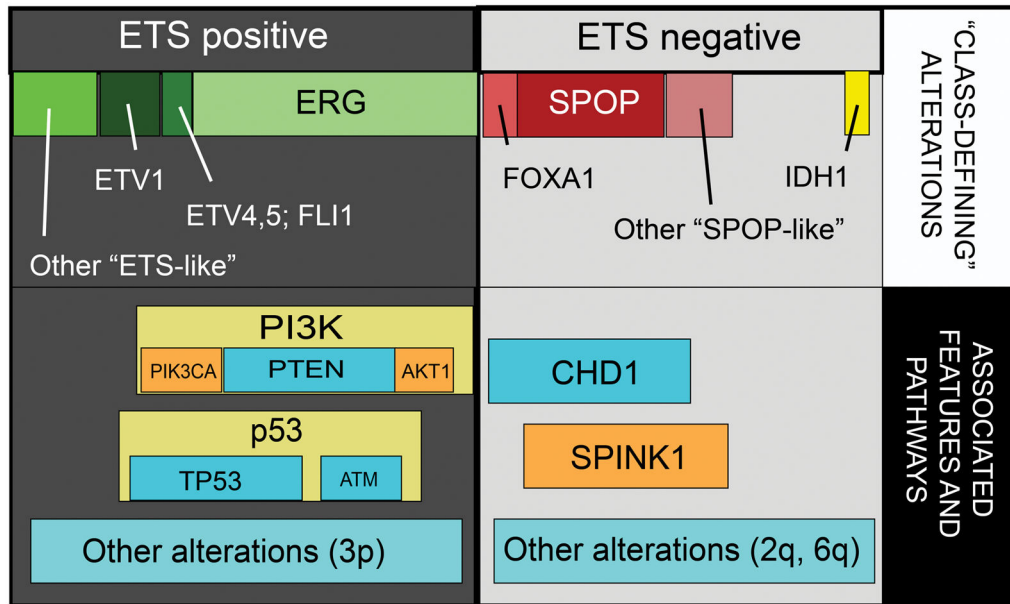 ETS positive
ETS negative
“CLASS-DEFINING”
ALTERATIONS
ERG
SPOP
ETV1
FOXA1
IDH1
ETV4,5; FLI1
Other “SPOP-like”
Other “ETS-like”
PI3K
PIK3CA
PTEN
AKT1
CHD1
p53
SPINK1
TP53
ATM
Other alterations (3p)
Other alterations (2q, 6q)
ASSOCIATED
FEATURES AND
PATHWAYS